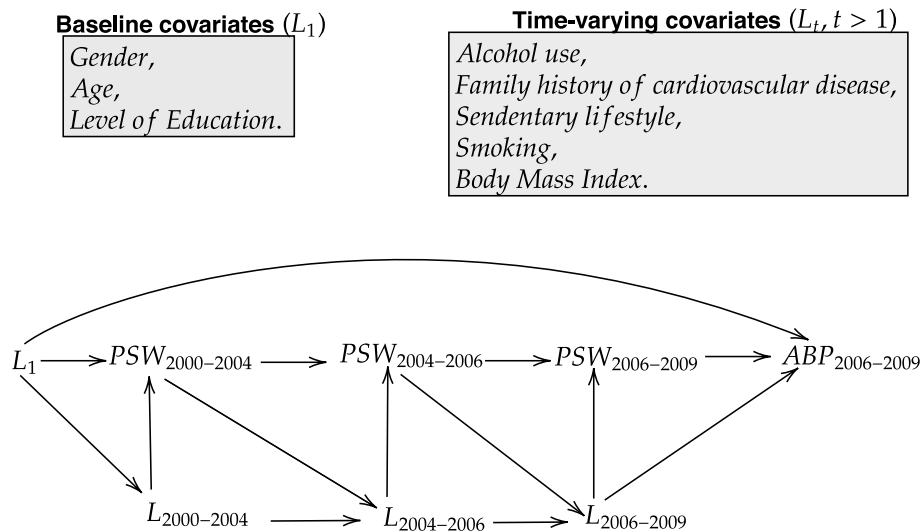 Baseline covariates (L₁)
Gender,
Age,
Level of Education.
Time-varying covariates (Lₜ, t > 1)
Alcohol use,
Family history of cardiovascular disease,
Sendentary lifestyle,
Smoking,
Body Mass Index.
L₁ PSW₂₀₀₀₋₂₀₀₄ PSW₂₀₀₄₋₂₀₀₆ PSW₂₀₀₆₋₂₀₀₉ ABP₂₀₀₆₋₂₀₀₉
L₂₀₀₀₋₂₀₀₄ L₂₀₀₄₋₂₀₀₆ L₂₀₀₆₋₂₀₀₉